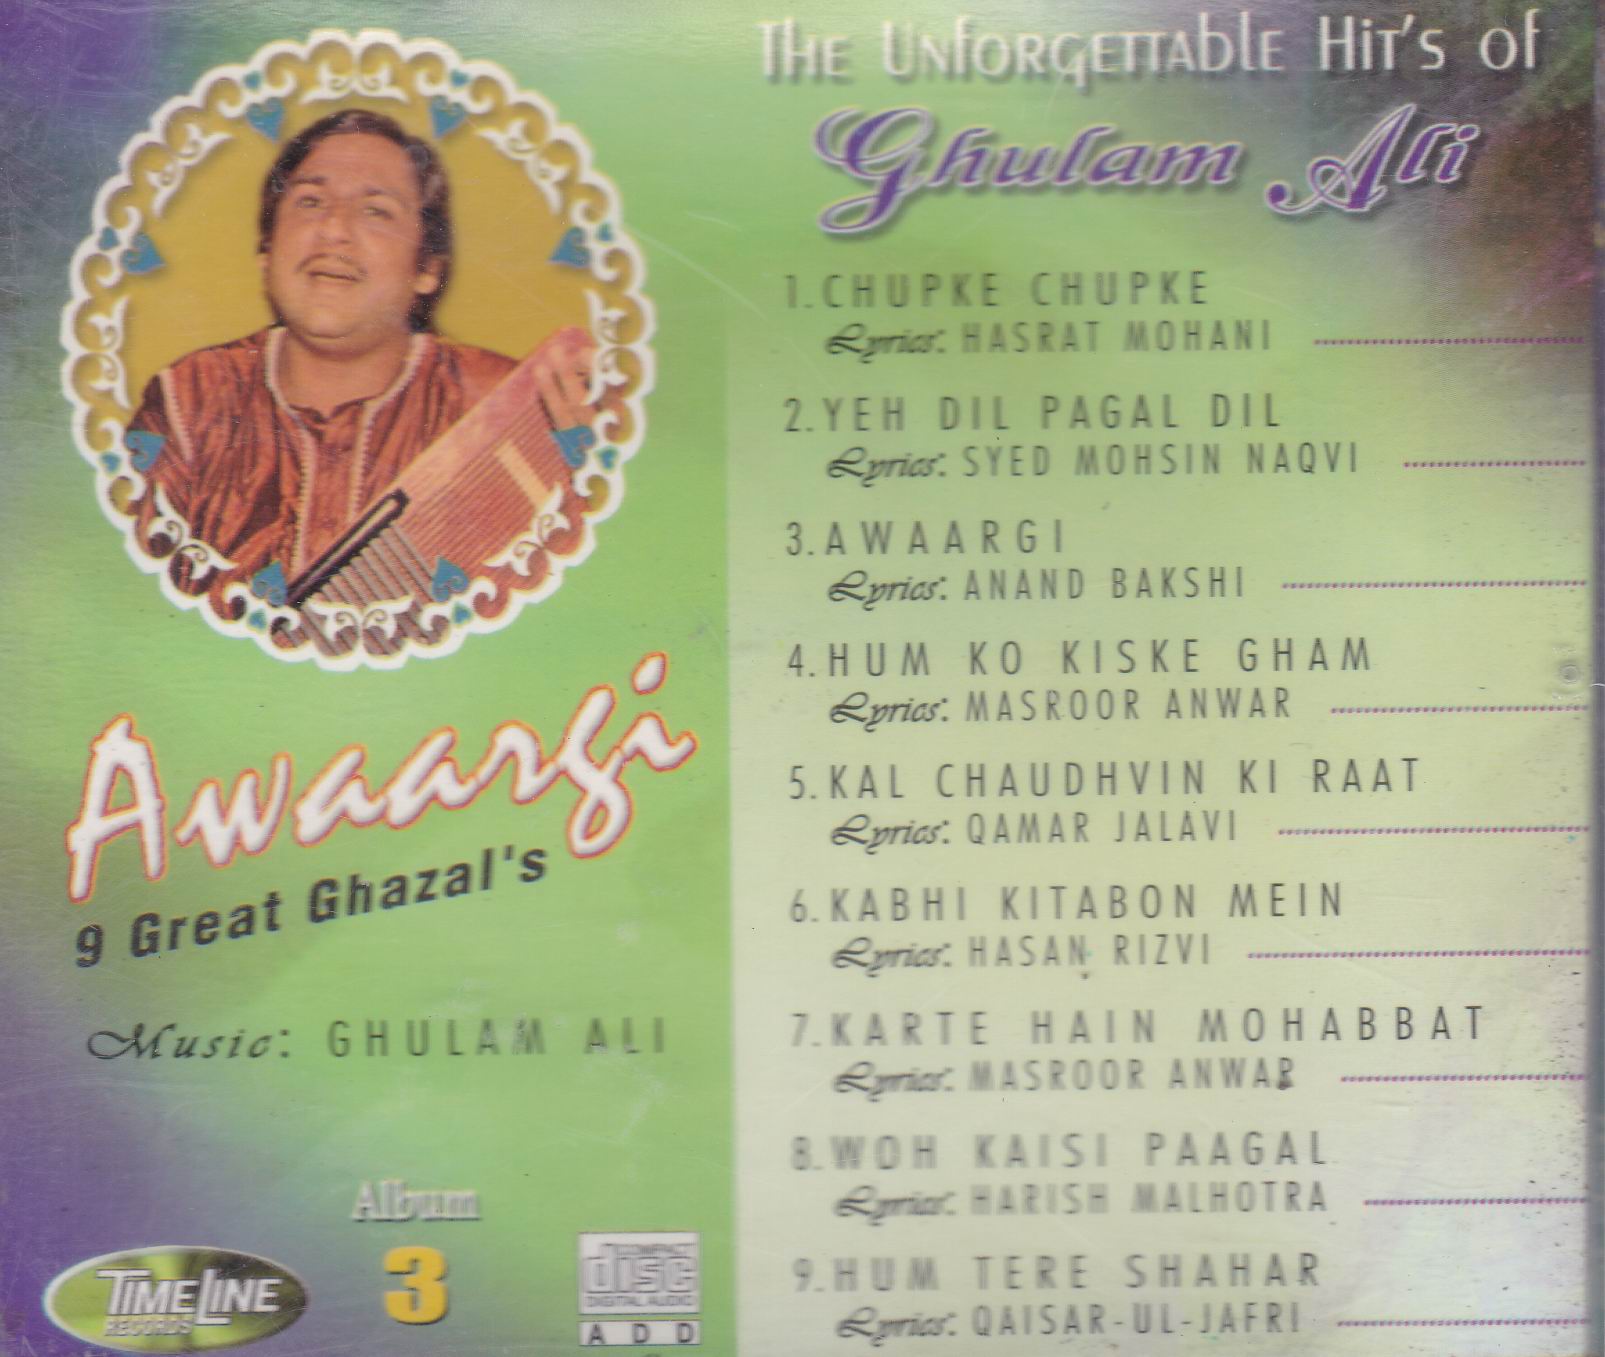 The Unforgettable Hit's of
Ghulam Ali
1. CHUPKE CHUPKE
Lyrics: HASRAT MOHANI
2. YEH DIL PAGAL DIL
Lyrics: SYED MOHSIN NAQVI
3. AWAARGI
Lyrics: ANAND BAKSHI
4. HUM KO KISKE GHAM
Lyrics: MASROOR ANWAR
5. KAL CHAUDHVIN KI RAAT
Lyrics: QAMAR JALAVI
6. KABHI KITABON MEIN
Lyrics: HASAN RIZVI
7. KARTE HAIN MOHABBAT
Lyrics: MASROOR ANWAR
8. WOH KAISI PAAGAL
Lyrics: HARISH MALHOTRA
9. HUM TERE SHAHAR
Lyrics: QAISAR-UL-JAFRI
Awaargi
9 Great Ghazal's
Music: GHULAM ALI
Album
3
TIMELINE
RECORDS
COMPACT
disc
DIGITAL AUDIO
A D D